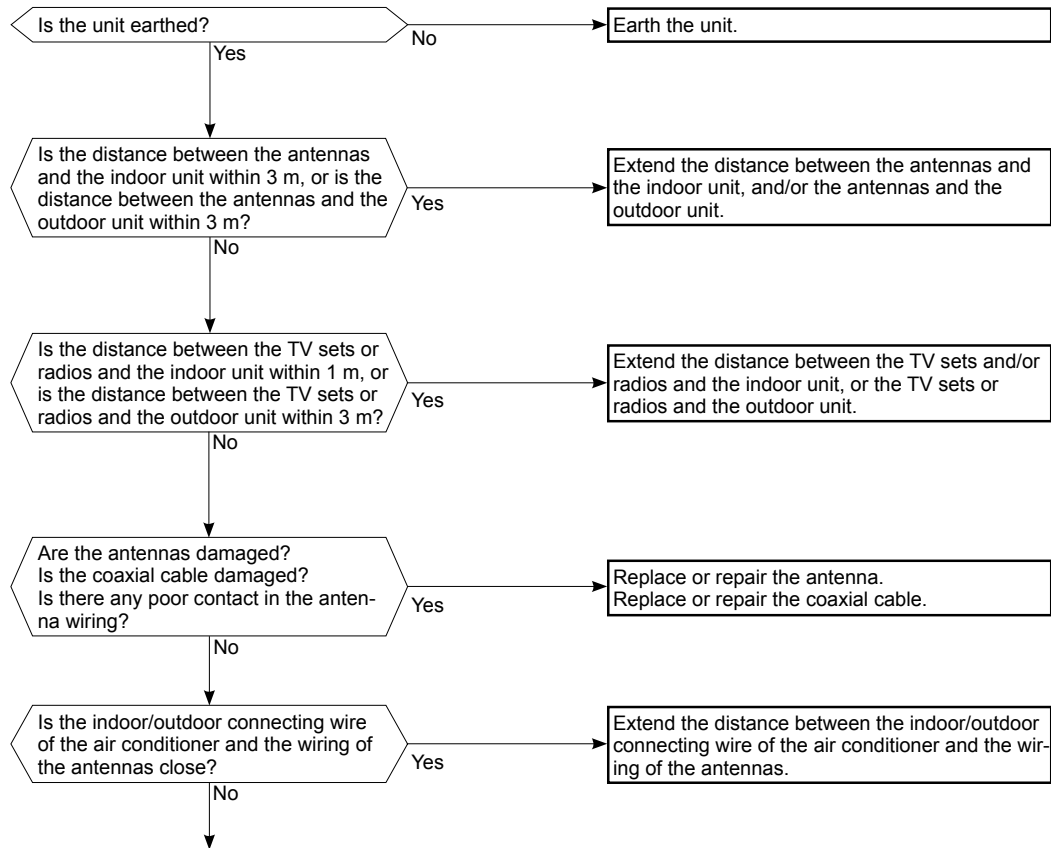 Is the unit earthed?
No
Earth the unit.
Yes
Is the distance between the antennas
and the indoor unit within 3 m, or is the
distance between the antennas and the
outdoor unit within 3 m?
Yes
Extend the distance between the antennas and
the indoor unit, and/or the antennas and the
outdoor unit.
No
Is the distance between the TV sets or
radios and the indoor unit within 1 m, or
is the distance between the TV sets or
radios and the outdoor unit within 3 m?
Yes
Extend the distance between the TV sets and/or
radios and the indoor unit, or the TV sets or
radios and the outdoor unit.
No
Are the antennas damaged?
Is the coaxial cable damaged?
Is there any poor contact in the anten-
na wiring?
Yes
Replace or repair the antenna.
Replace or repair the coaxial cable.
No
Is the indoor/outdoor connecting wire
of the air conditioner and the wiring of
the antennas close?
Yes
Extend the distance between the indoor/outdoor
connecting wire of the air conditioner and the wir-
ing of the antennas.
No